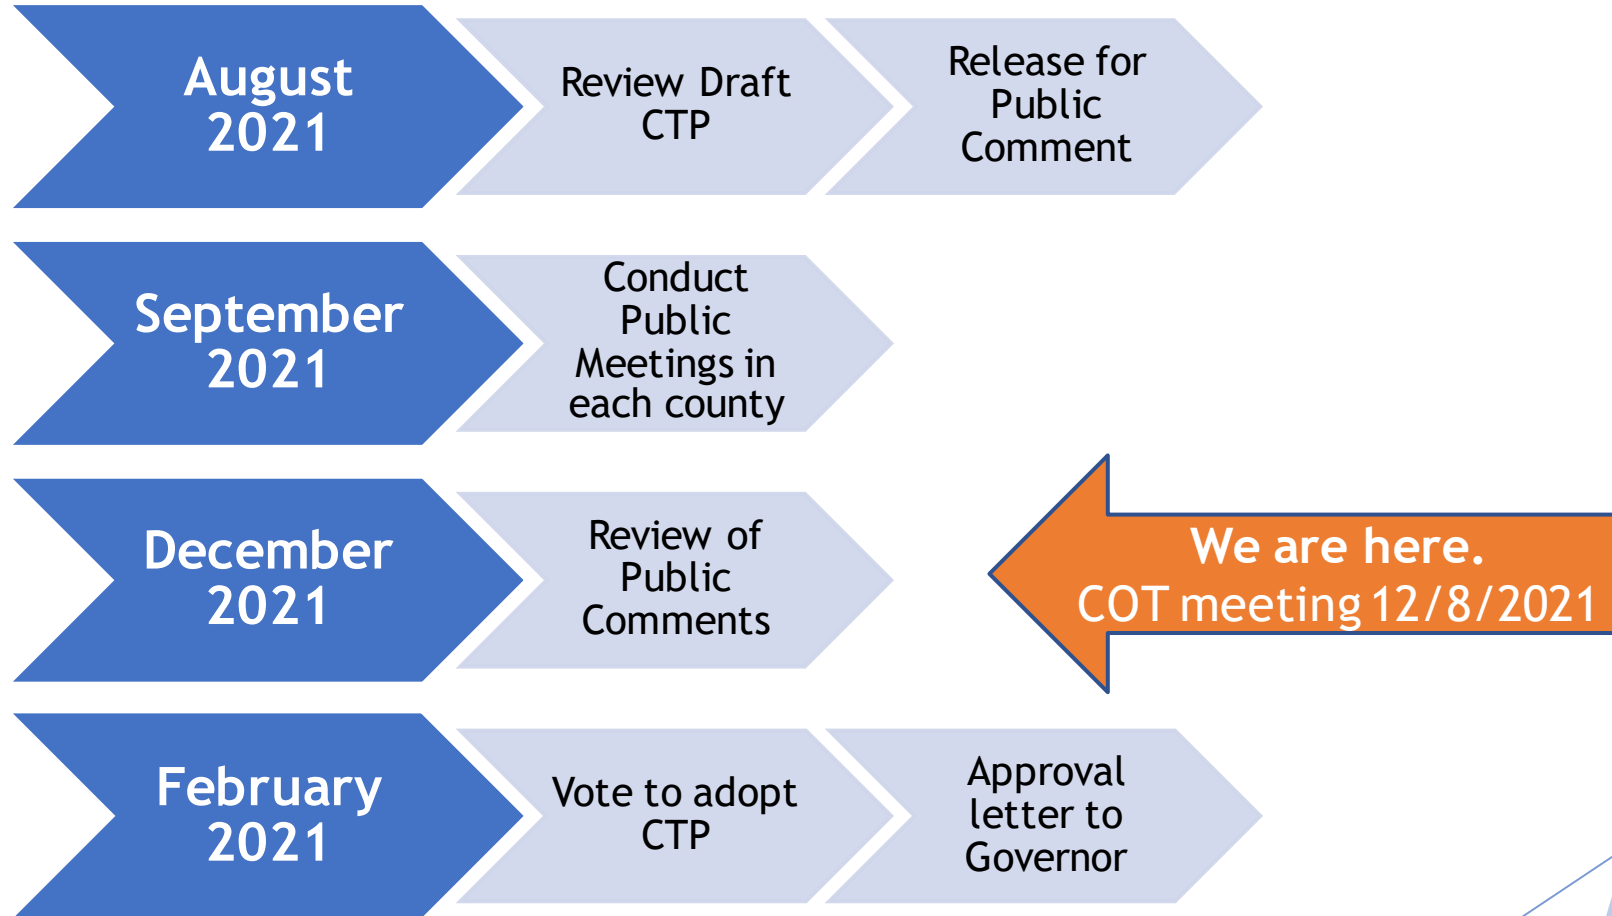 August
2021
Review Draft
CTP
Release for
Public
Comment
September
2021
Conduct
Public
Meetings in
each county
December
2021
Review of
Public
Comments
We are here.
COT meeting 12/8/2021
February
2021
Vote to adopt
CTP
Approval
letter to
Governor